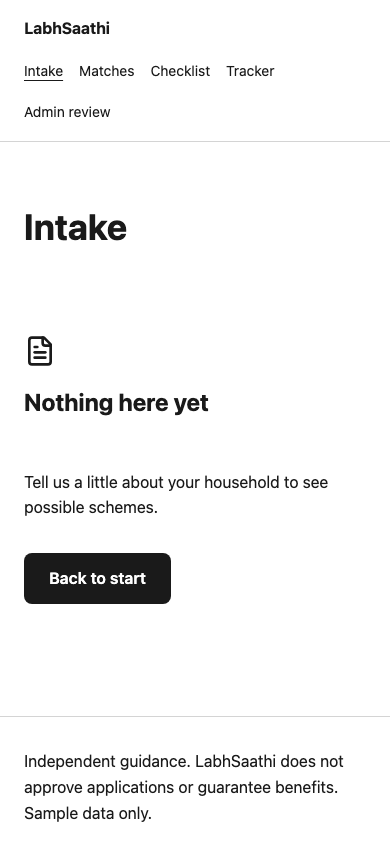 LabhSaathi
Intake Matches Checklist Tracker
Admin review
Intake
Nothing here yet
Tell us a little about your household to see
possible schemes.
Back to start
Independent guidance. LabhSaathi does not
approve applications or guarantee benefits.
Sample data only.